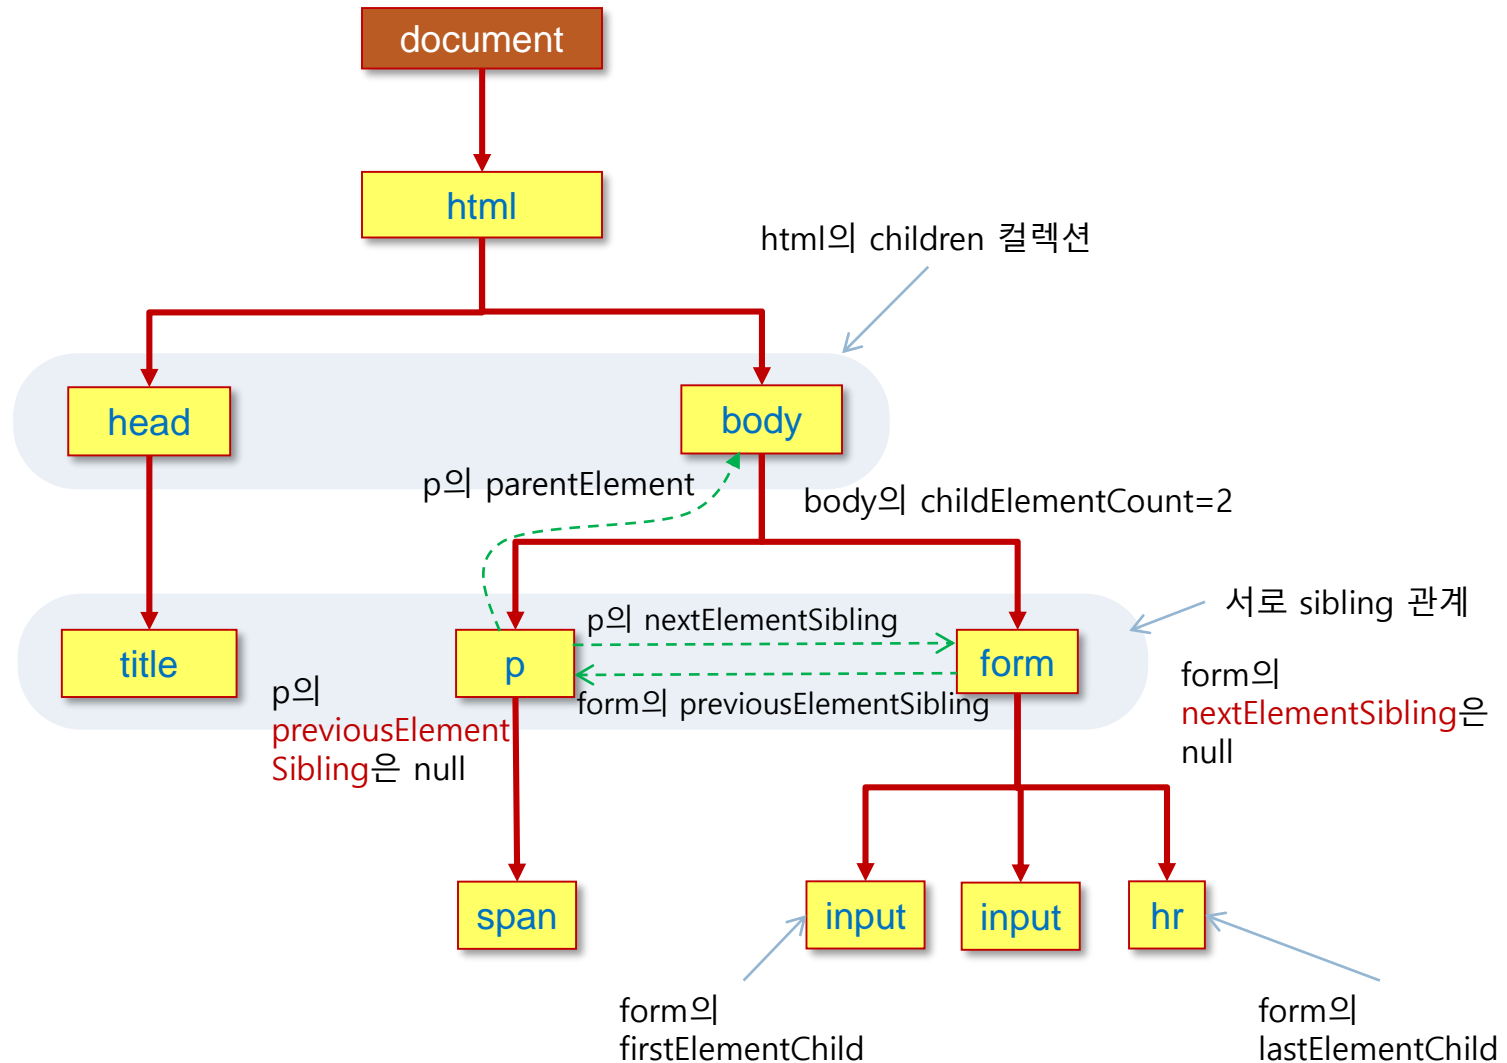 document
html
html의 children 컬렉션
head
body
p의 parentElement
body의 childElementCount=2
서로 sibling 관계
p의 nextElementSibling
title
p
form
form의 previousElementSibling
p의
previousElement
Sibling은 null
form의
nextElementSibling은
null
span
input
input
hr
form의
firstElementChild
form의
lastElementChild